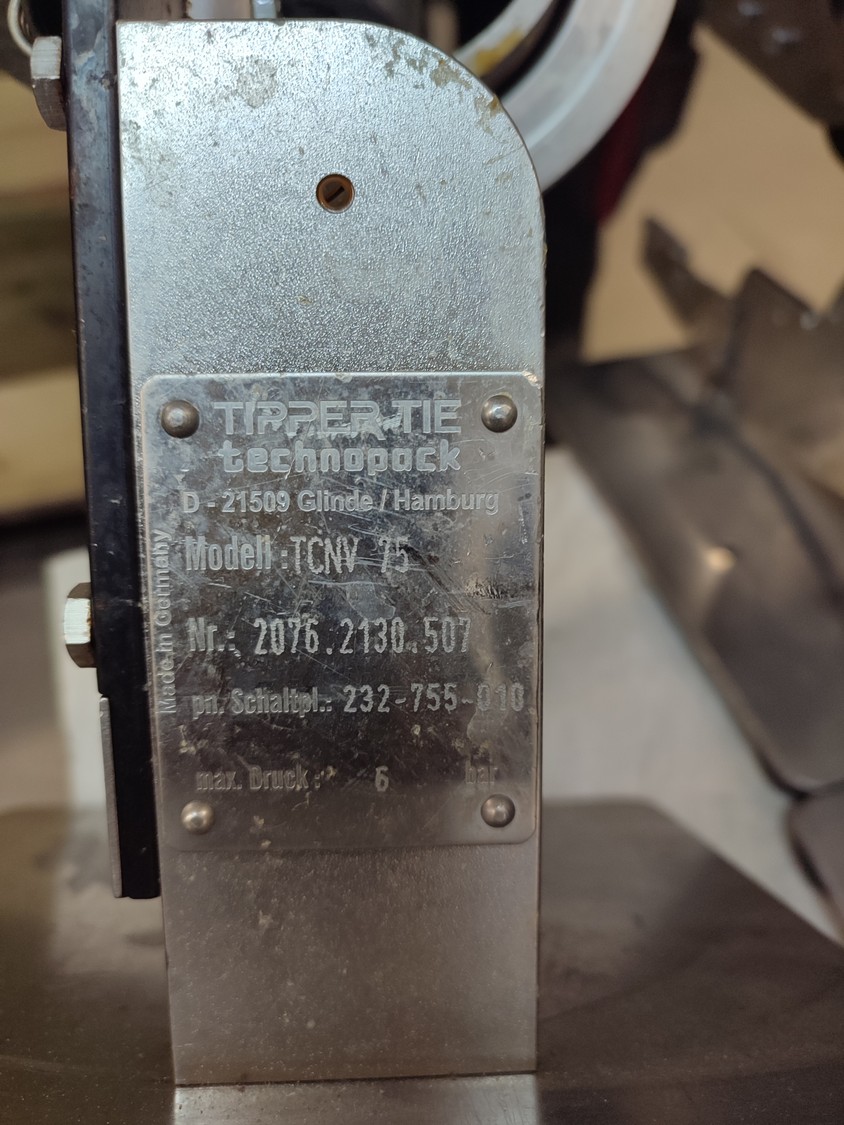 TIPPER TIE
technopack
D - 21509 Glinde / Hamburg
Modell : TCNV 75
Nr.: 2076.2130.507
pn. Schaltpl.: 232-755-010
max. Druck : 6 bar
Made in Germany